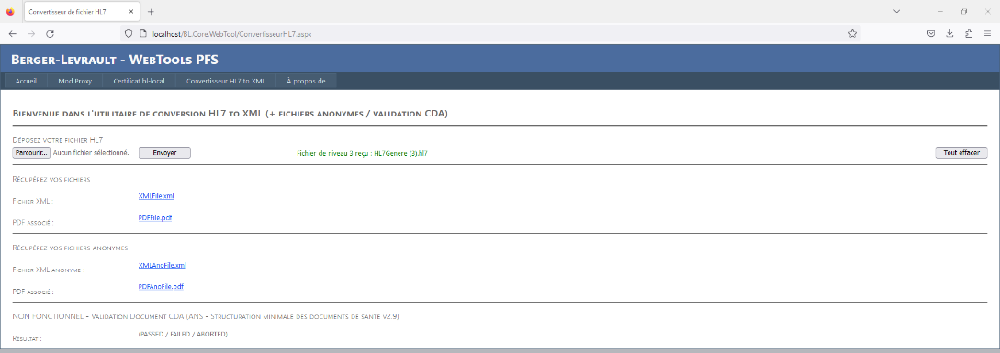 Convertisseur de fichier HL7
localhost/BL.Core.WebTool/ConvertisseurHL7.aspx
Berger-Levrault - WebTools PFS
Accueil Mod Proxy Certificat bl-local Convertisseur HL7 to XML À propos de
Bienvenue dans l'utilitaire de conversion HL7 to XML (+ fichiers anonymes / validation CDA)
Déposez votre fichier HL7
Parcourir... Aucun fichier sélectionné. Envoyer Fichier de niveau 3 reçu : HL7Genere (3).hl7 Tout effacer
Récupérez vos fichiers
Fichier XML : XMLFile.xml
PDF associé : PDFFile.pdf
Récupérez vos fichiers anonymes
Fichier XML anonyme : XMLAnoFile.xml
PDF associé : PDFAnoFile.pdf
NON FONCTIONNEL - Validation Document CDA (ANS - Structuration minimale des documents de santé v2.9)
Résultat : (PASSED / FAILED / ABORTED)